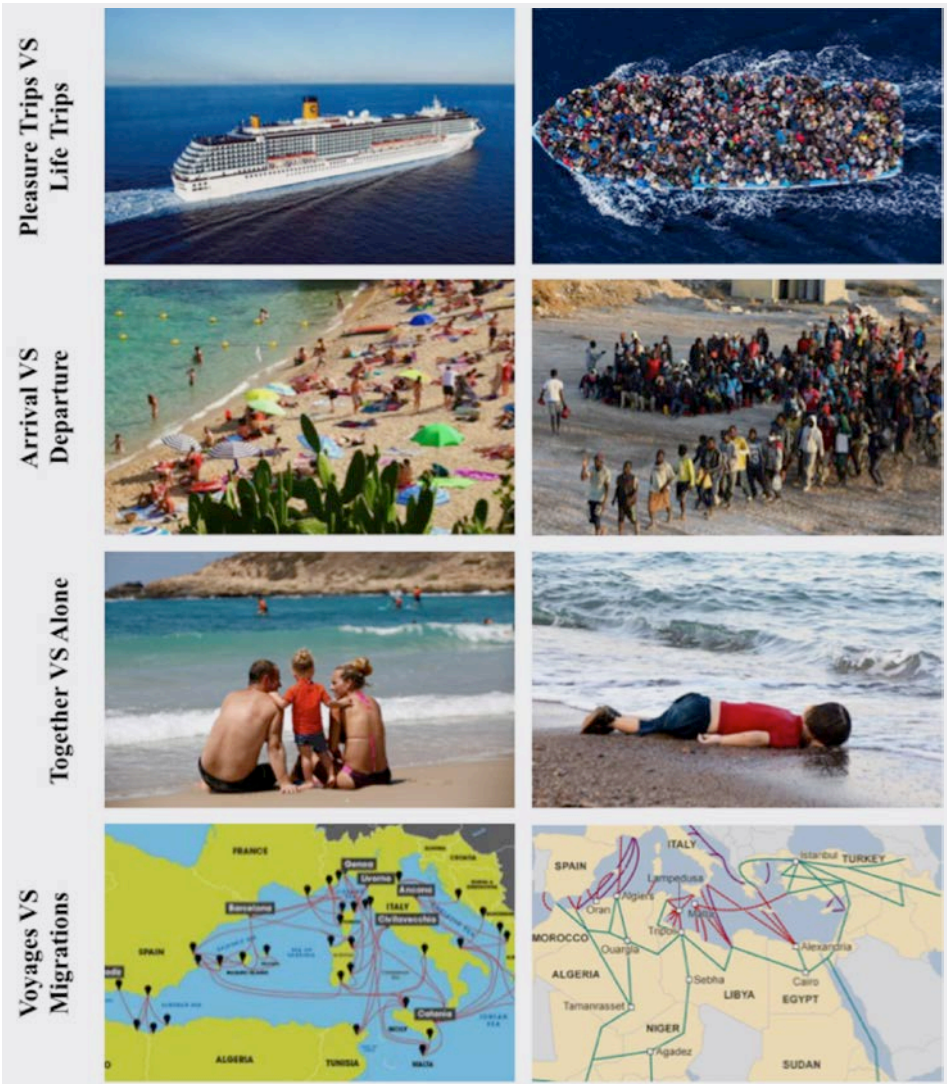 Pleasure Trips VS
Life Trips
Arrival VS
Departure
Together VS Alone
Voyages VS
Migrations
FRANCE
CROATIA
Genoa
Livorno
Ancona
ITALY
Barcelona
Civitavecchia
SPAIN
Catania
ALGERIA
TUNISIA
MALTA
SPAIN
ITALY
Istanbul
TURKEY
Lampedusa
Algiers
Oran
Malta
Tripoli
MOROCCO
Ouargla
Alexandria
Cairo
ALGERIA
Sebha
LIBYA
EGYPT
Tamanrasset
NIGER
Agadez
SUDAN